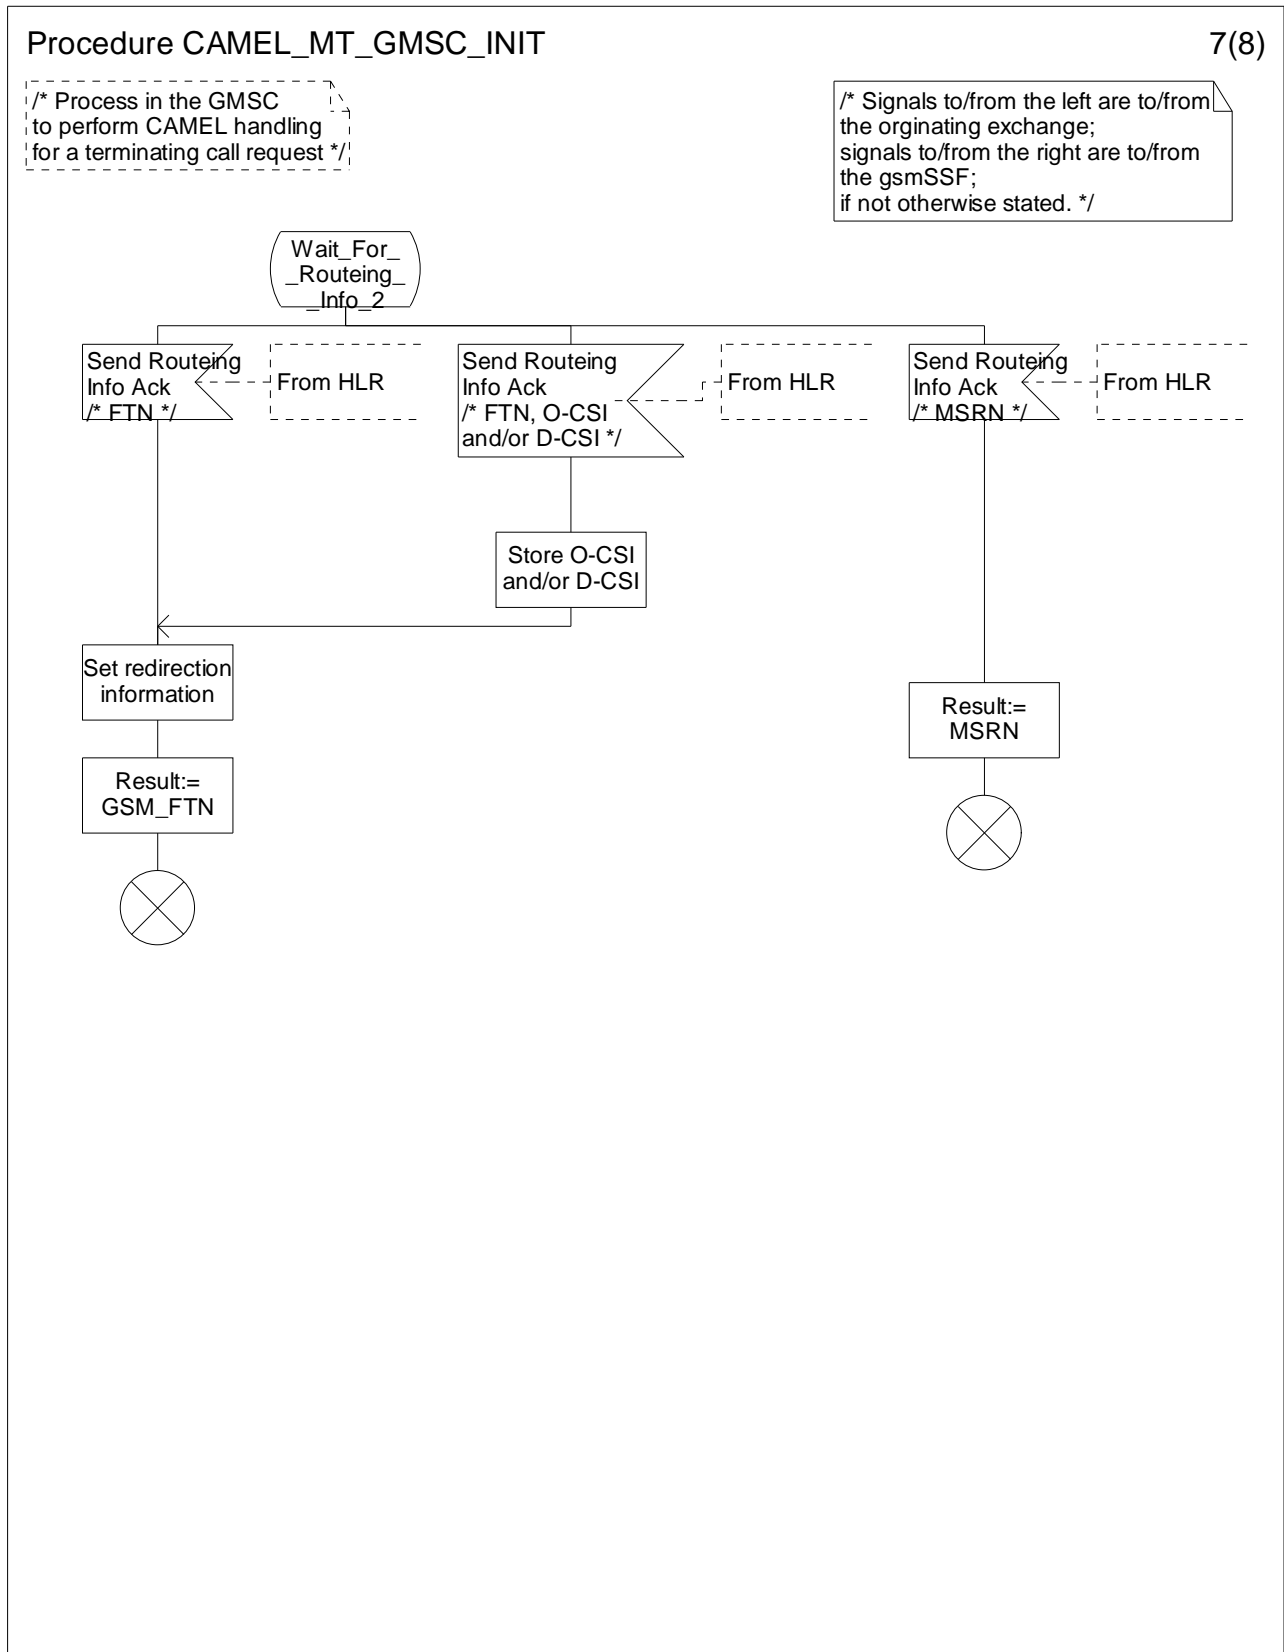 Procedure CAMEL_MT_GMSC_INIT
7(8)
/* Process in the GMSC
to perform CAMEL handling
for a terminating call request */
/* Signals to/from the left are to/from
the orginating exchange;
signals to/from the right are to/from
the gsmSSF;
if not otherwise stated. */
Wait_For_
_Routeing_
_Info_2
Send Routeing
Info Ack
/* FTN */
From HLR
Send Routeing
Info Ack
/* FTN, O-CSI
and/or D-CSI */
From HLR
Send Routeing
Info Ack
/* MSRN */
From HLR
Store O-CSI
and/or D-CSI
Set redirection
information
Result:=
MSRN
Result:=
GSM_FTN